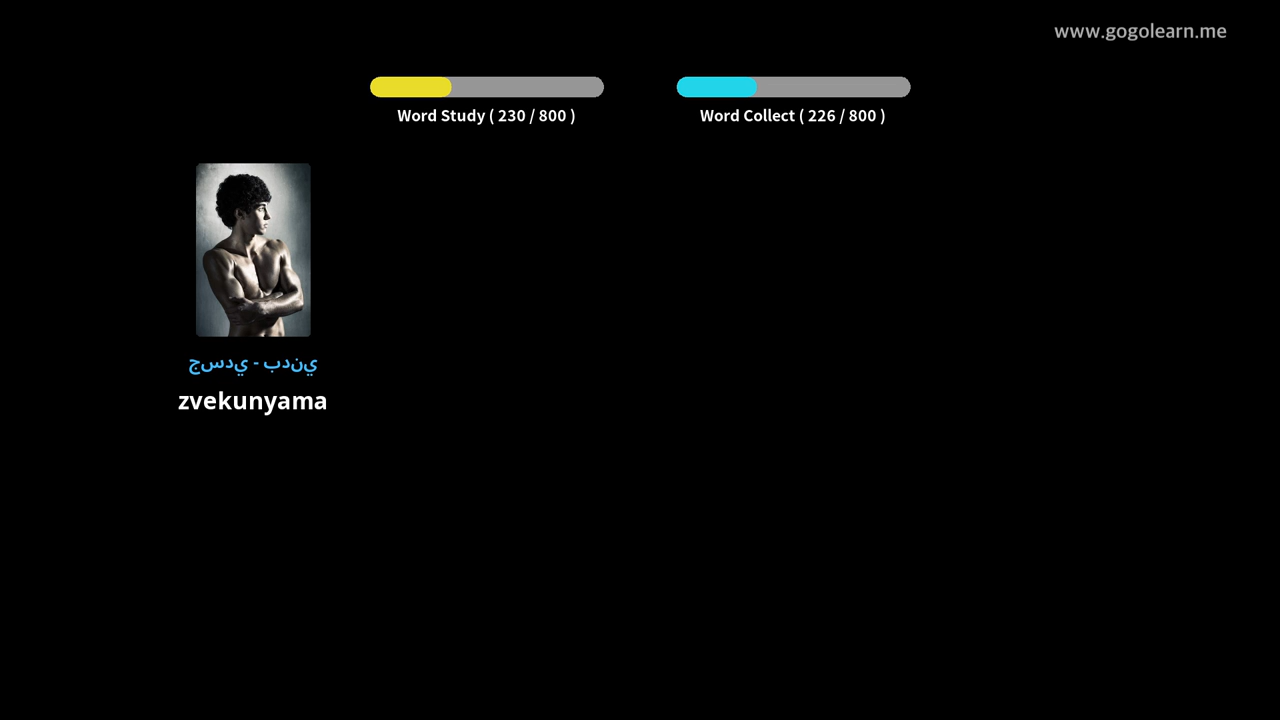 www.gogolearn.me
Word Study ( 230 / 800 )
Word Collect ( 226 / 800 )
جسدي - بدني
zvekunyama